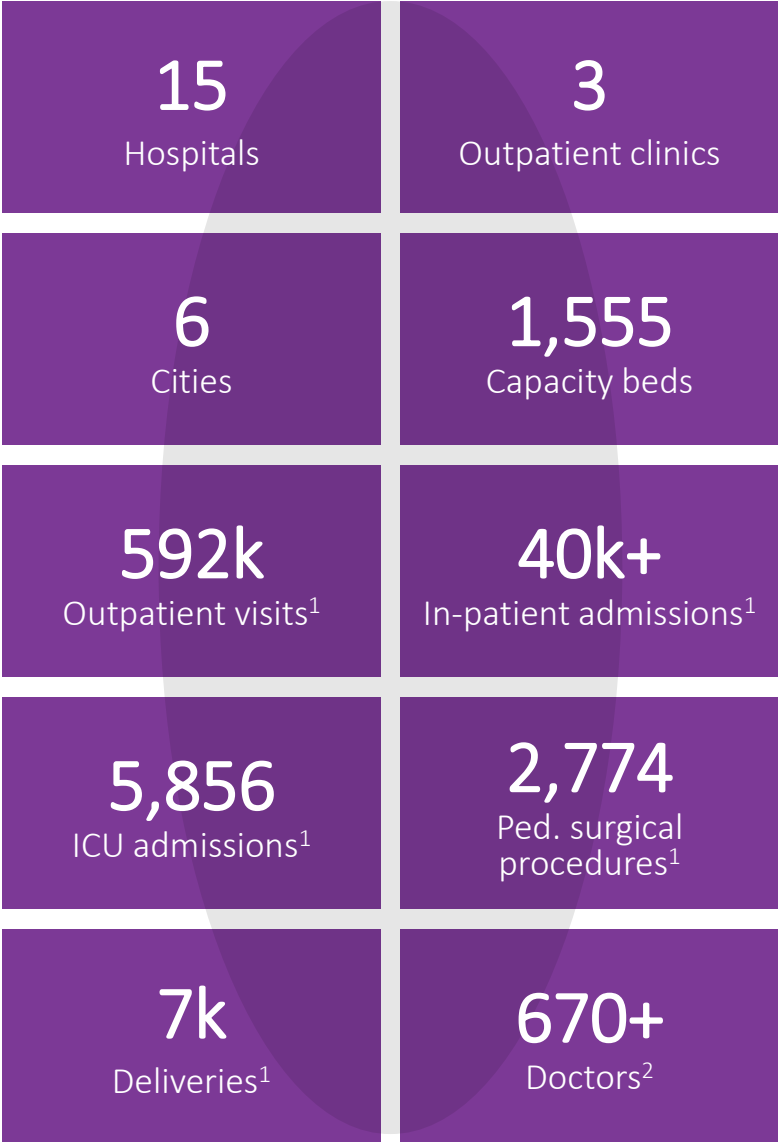 15
Hospitals
3
Outpatient clinics
6
Cities
1,555
Capacity beds
592k
Outpatient visits¹
40k+
In-patient admissions¹
5,856
ICU admissions¹
2,774
Ped. surgical
procedures¹
7k
Deliveries¹
670+
Doctors²